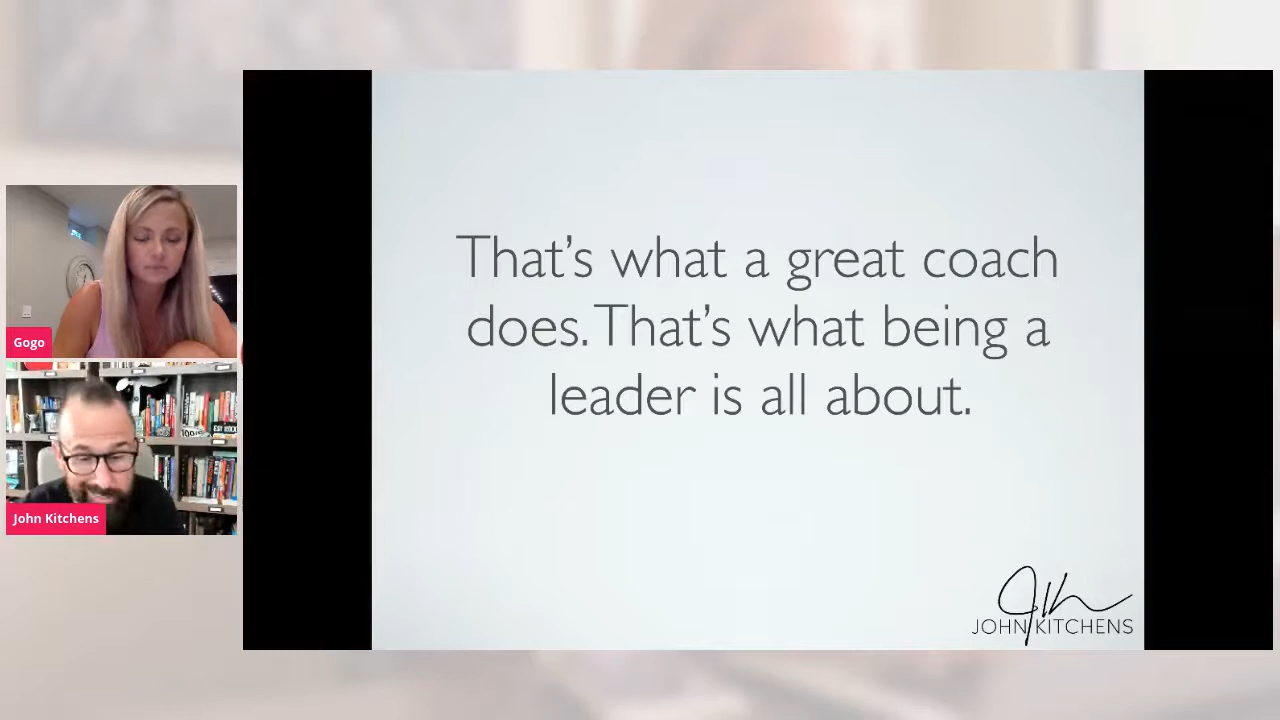 Gogo
John Kitchens
That's what a great coach
does. That's what being a
leader is all about.
JOHN KITCHENS